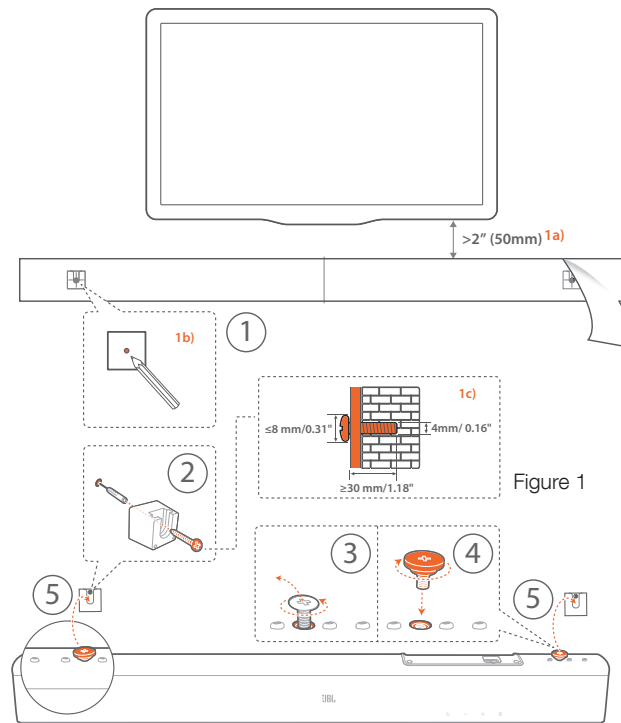 >2” (50mm) 1a)
1b)
1
1c)
≤8 mm/0.31"
4mm/ 0.16"
≥30 mm/1.18"
2
Figure 1
3
4
5
5
JBL